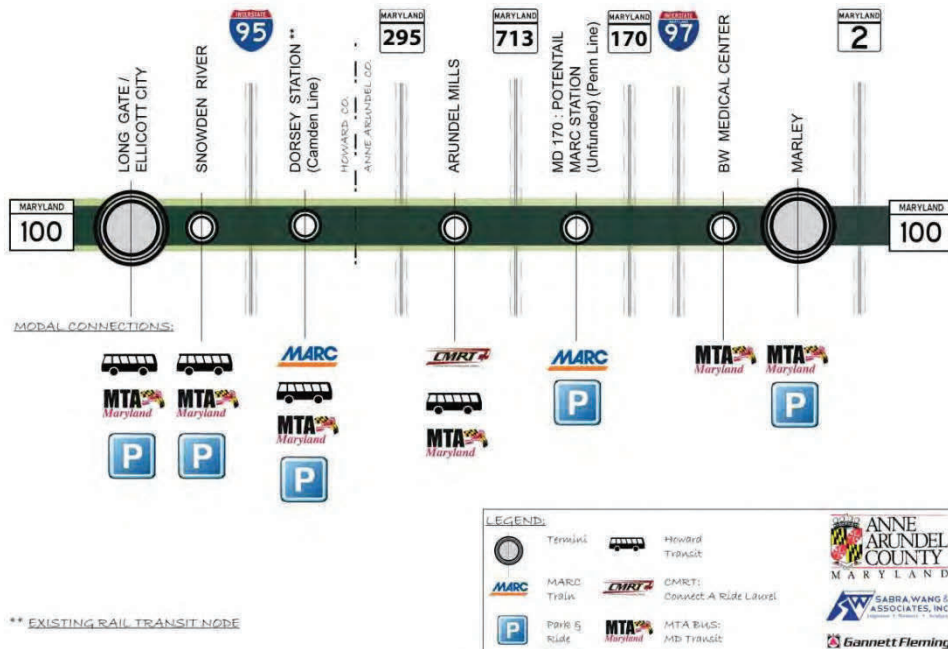 INTERSTATE
95
MARYLAND
295
MARYLAND
713
MARYLAND
170
INTERSTATE
97
MARYLAND
2
LONG GATE /
ELLICOTT CITY
SNOWDEN RIVER
DORSEY STATION **
(Camden Line)
HOWARD CO.
ANNE ARUNDEL CO.
ARUNDEL MILLS
MD 170 : POTENTAIL
MARC STATION
(Unfunded) (Penn Line)
BW MEDICAL CENTER
MARLEY
MARYLAND
100
MARYLAND
100
MODAL CONNECTIONS:
MTA
Maryland
P
MTA
Maryland
P
MARC
MTA
Maryland
P
CMRT
MTA
Maryland
MARC
P
MTA
Maryland
MTA
Maryland
P
LEGEND:
Termini
Howard
Transit
MARC
MARC
Train
CMRT
CMRT:
Connect A Ride Laurel
P
Park &
Ride
MTA
Maryland
MTA BUS:
MD Transit
ANNE
ARUNDEL
COUNTY
MARYLAND
SW
SABRA, WANG &
ASSOCIATES, INC.
Gannett Fleming
** EXISTING RAIL TRANSIT NODE